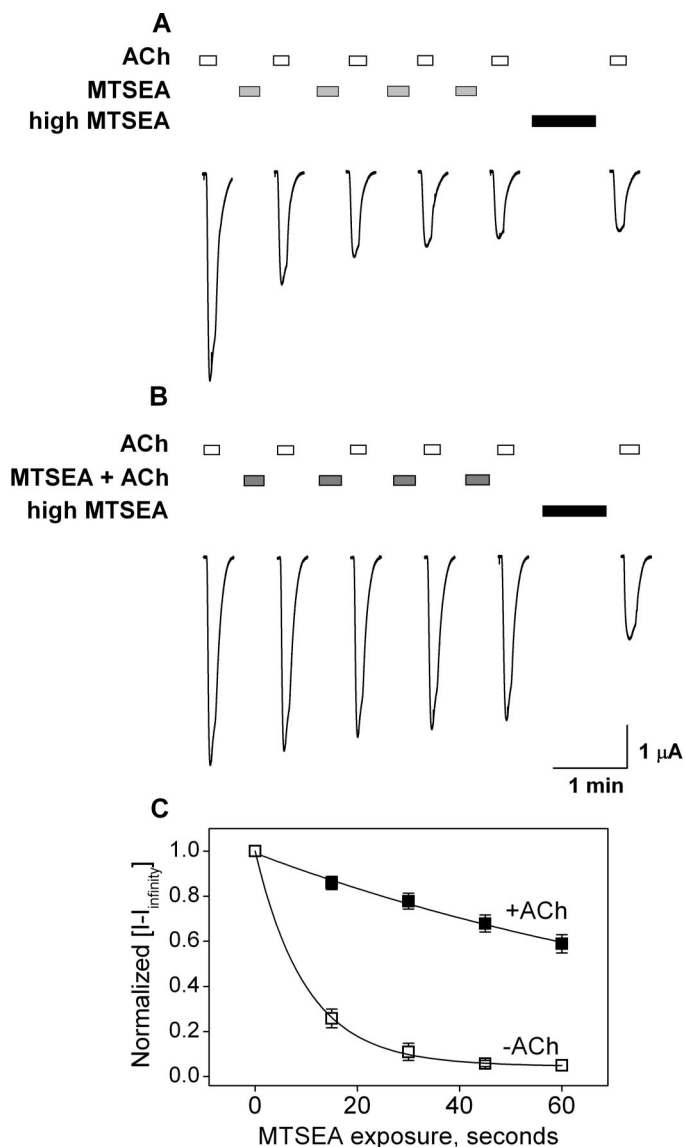 A
ACh
MTSEA
high MTSEA
B
ACh
MTSEA + ACh
high MTSEA
1 μA
1 min
C
Normalized [I-Iinfinity]
1.0
0.8
0.6
0.4
0.2
0.0
+ACh
-ACh
0 20 40 60
MTSEA exposure, seconds